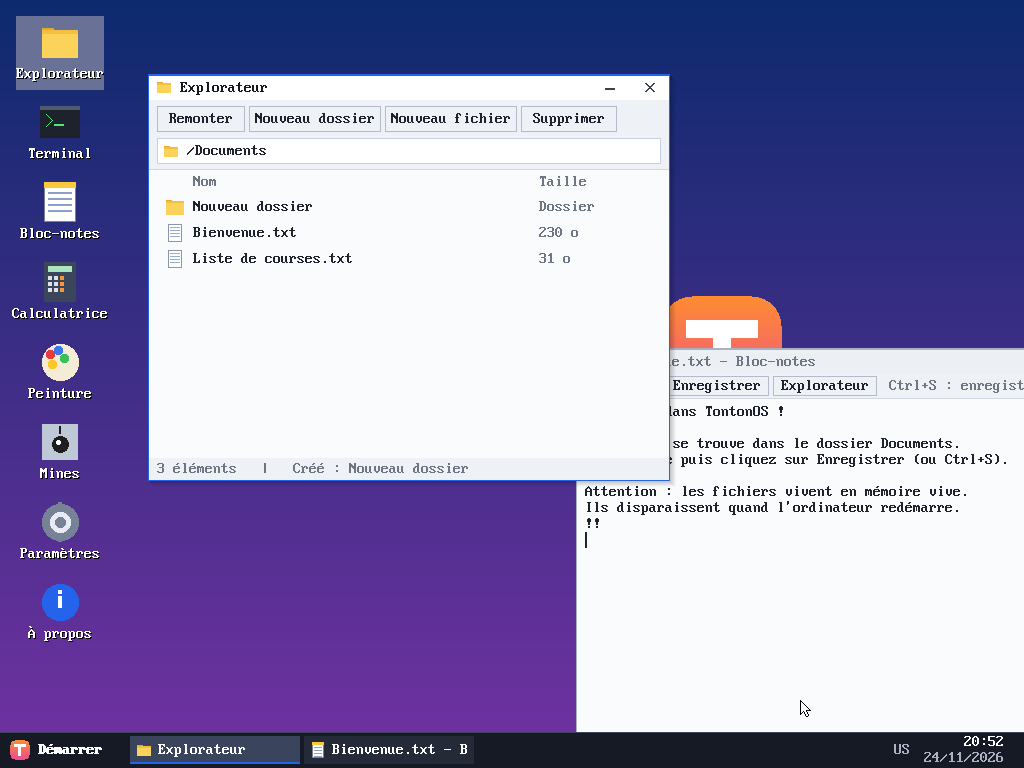 Explorateur
Terminal
Bloc-notes
Calculatrice
Peinture
Mines
Paramètres
À propos
Explorateur
Remonter Nouveau dossier Nouveau fichier Supprimer
/Documents
Nom Taille
Nouveau dossier Dossier
Bienvenue.txt 230 o
Liste de courses.txt 31 o
3 éléments | Créé : Nouveau dossier
.txt - Bloc-notes
Enregistrer Explorateur Ctrl+S :
dans TontonOS !
se trouve dans le dossier Documents.
puis cliquez sur Enregistrer (ou Ctrl+S).
Attention : les fichiers vivent en mémoire vive.
Ils disparaissent quand l'ordinateur redémarre.
!!
T Démarrer Explorateur Bienvenue.txt - B US 20:52
24/11/2026